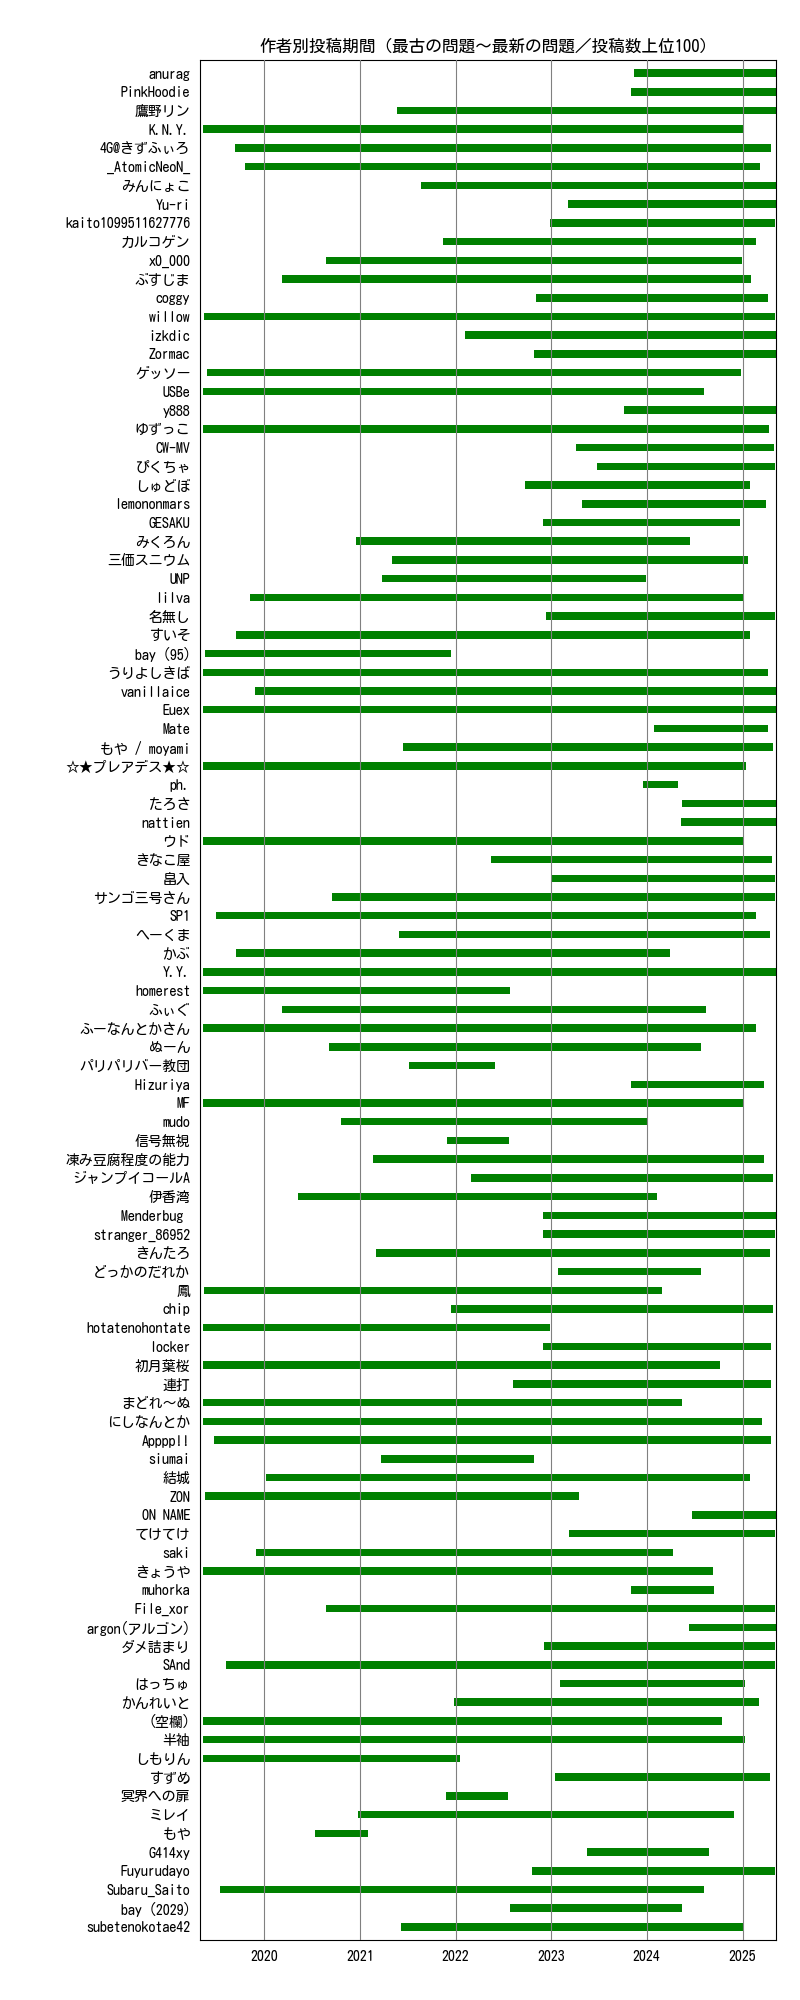 作者別投稿期間（最古の問題～最新の問題／投稿数上位100）
anurag
PinkHoodie
鷹野リン
K.N.Y.
4G@きずふぃろ
_AtomicNeoN_
みんにょこ
Yu-ri
kaito1099511627776
カルコゲン
x0_000
ぶすじま
coggy
willow
izkdic
Zormac
ゲッソー
USBe
y888
ゆずっこ
CW-MV
ぴくちゃ
しゅどぼ
lemononmars
GESAKU
みくろん
三価スニウム
UNP
lilva
名無し
すいそ
bay (95)
うりよしきば
vanillaice
Euex
Mate
もや / moyami
☆★プレアデス★☆
ph.
たろさ
nattien
ウド
きなこ屋
畠入
サンゴ三号さん
SP1
へーくま
かぶ
Y.Y.
homerest
ふぃぐ
ふーなんとかさん
ぬーん
パリパリバー教団
Hizuriya
MF
mudo
信号無視
凍み豆腐程度の能力
ジャンプイコールA
伊香湾
Menderbug
stranger_86952
きんたろ
どっかのだれか
鳳
chip
hotatenohontate
locker
初月葉桜
連打
まどれ～ぬ
にしなんとか
Appppll
siumai
結城
ZON
ON NAME
てけてけ
saki
きょうや
muhorka
File_xor
argon(アルゴン)
ダメ詰まり
SAnd
はっちゅ
かんれいと
(空欄)
半袖
しもりん
すずめ
冥界への扉
ミレイ
もや
G414xy
Fuyurudayo
Subaru_Saito
bay (2029)
subetenokotae42
2020 2021 2022 2023 2024 2025